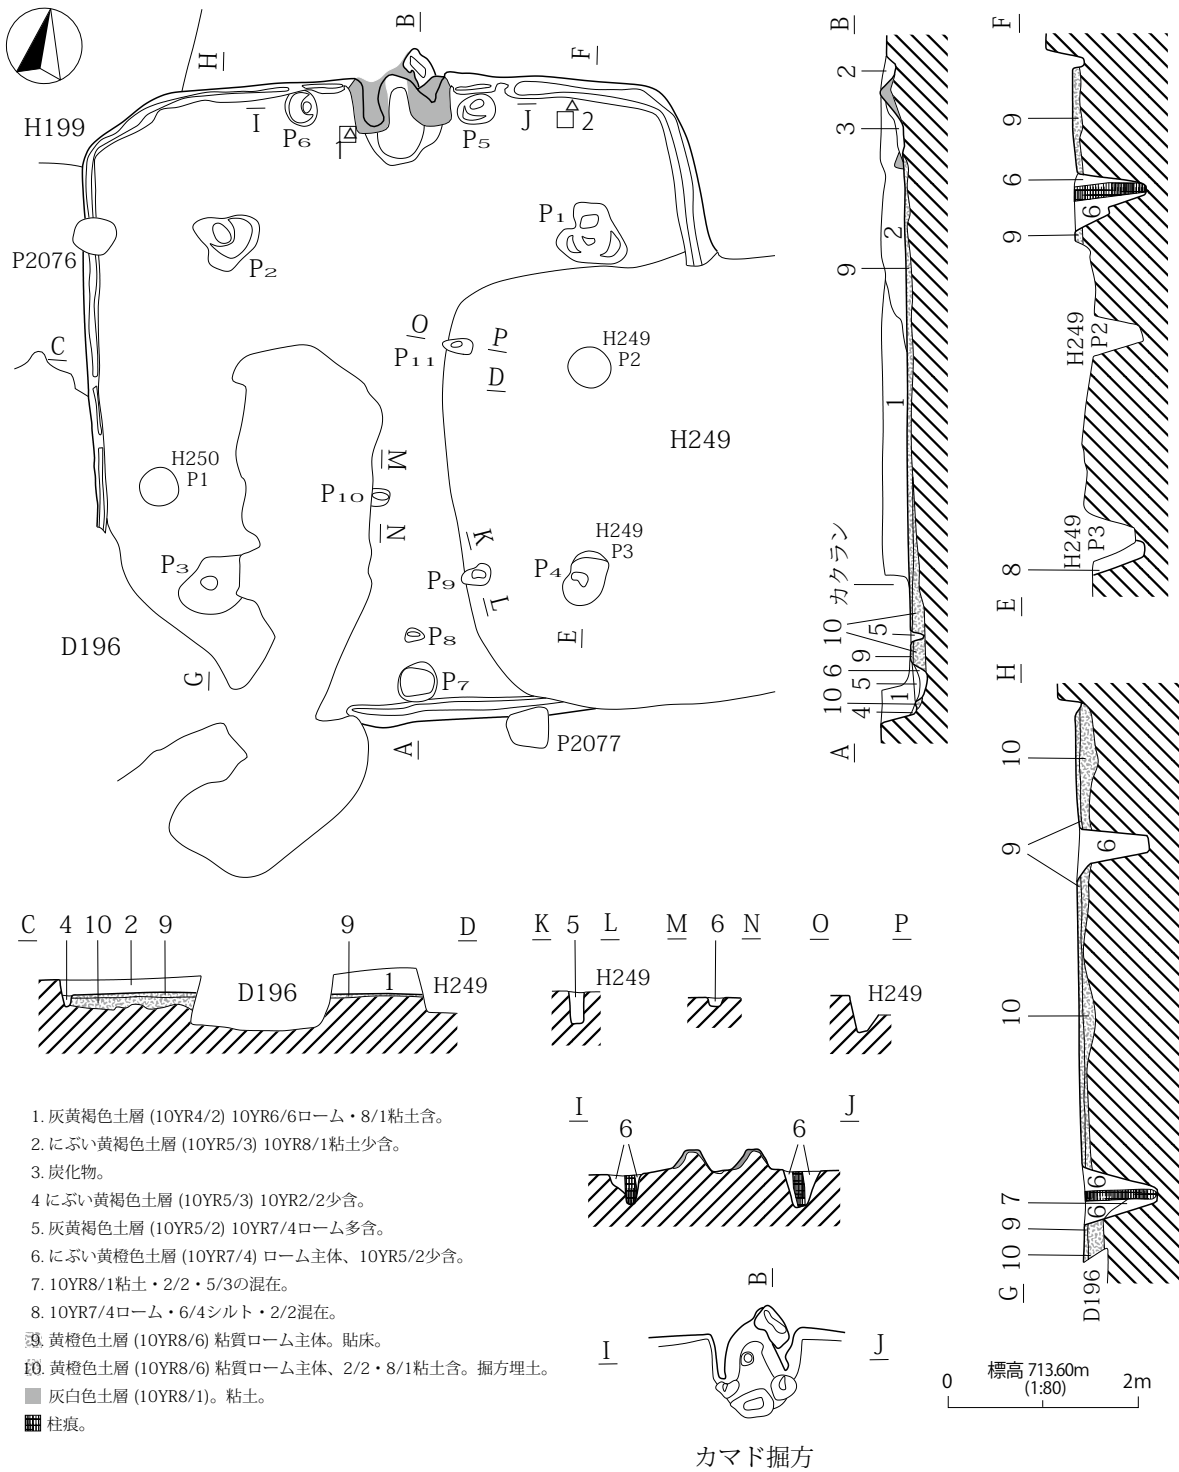 B
H
F
H199
I
P6
1
P5
J
2
P2076
P2
P1
C
O
P11
P
D
H249
P2
H249
H250
P1
M
P10
N
K
P9
L
H249
P3
P4
E
P3
D196
G
P8
P7
A
P2077
B
2
3
2
9
1
カクラン
10
5
9
6
5
10
1
4
A
F
9
6
6
9
H249
P2
H249
P3
8
E
H
10
9
6
10
6
7
6
9
10
G
D196
C 4 10 2 9 9 D
D196
1
H249
K 5 L
H249
M 6 N
O P
H249
I J
6 6
1. 灰黄褐色土層 (10YR4/2) 10YR6/6ローム・8/1粘土含。
2. にぶい黄褐色土層 (10YR5/3) 10YR8/1粘土少含。
3. 炭化物。
4 にぶい黄褐色土層 (10YR5/3) 10YR2/2少含。
5. 灰黄褐色土層 (10YR5/2) 10YR7/4ローム多含。
6. にぶい黄橙色土層 (10YR7/4) ローム主体、10YR5/2少含。
7. 10YR8/1粘土・2/2・5/3の混在。
8. 10YR7/4ローム・6/4シルト・2/2混在。
9. 黄橙色土層 (10YR8/6) 粘質ローム主体。貼床。
10. 黄橙色土層 (10YR8/6) 粘質ローム主体、2/2・8/1粘土含。掘方埋土。
灰白色土層 (10YR8/1)。粘土。
柱痕。
B
I J
カマド掘方
標高 713.60m
(1:80)
0 2m